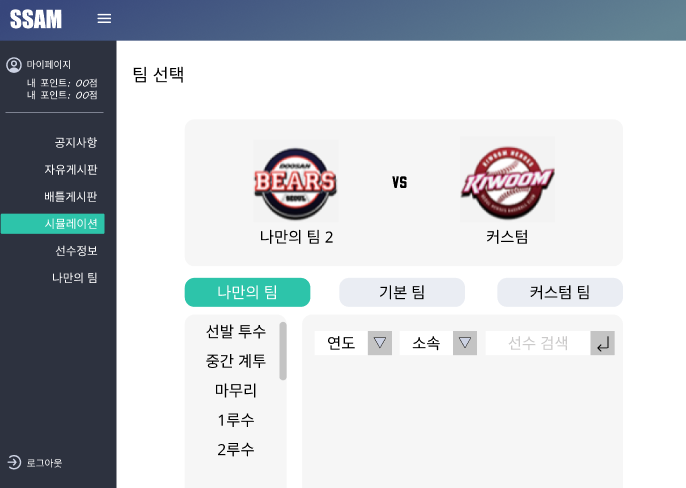 SSAM
마이페이지
내 포인트: 00점
내 포인트: 00점
공지사항
자유게시판
배틀게시판
시뮬레이션
선수정보
나만의 팀
로그아웃
팀 선택
DOOSAN
BEARS
SEOUL
VS
KIWOOM HEROES
KIWOOM
나만의 팀 2
커스텀
나만의 팀
기본 팀
커스텀 팀
선발 투수
중간 계투
마무리
1루수
2루수
연도
소속
선수 검색